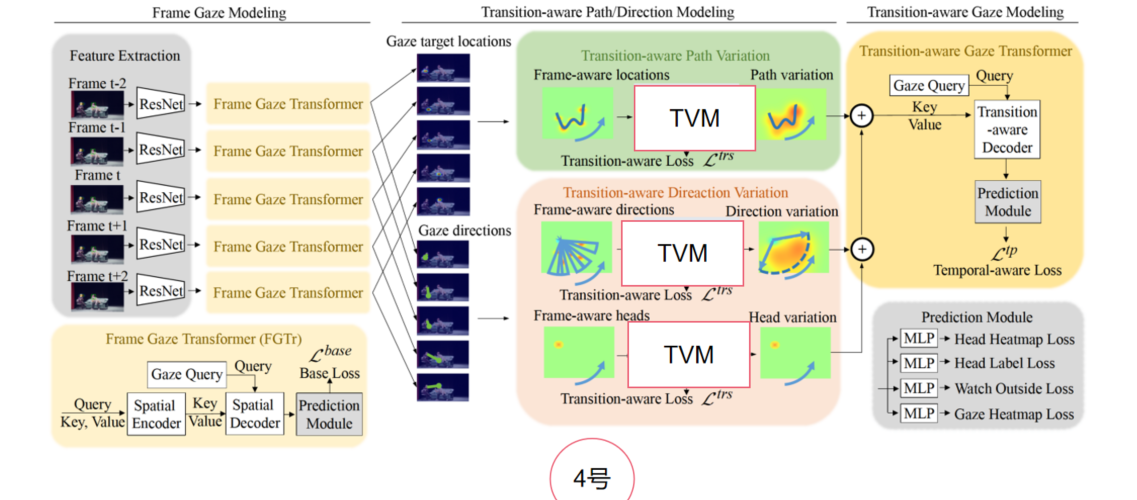 Frame Gaze Modeling
Transition-aware Path/Direction Modeling
Transition-aware Gaze Modeling
Feature Extraction
Frame t-2
ResNet
Frame Gaze Transformer
Frame t-1
ResNet
Frame Gaze Transformer
Frame t
ResNet
Frame Gaze Transformer
Frame t+1
ResNet
Frame Gaze Transformer
Frame t+2
ResNet
Frame Gaze Transformer
Frame Gaze Transformer (FGTr)
Gaze Query
Query
ℒbase
Base Loss
Query
Key, Value
Spatial
Encoder
Key
Value
Spatial
Decoder
Prediction
Module
Gaze target locations
Gaze directions
Transition-aware Path Variation
Frame-aware locations
Path variation
TVM
Transition-aware Loss ℒtrs
Transition-aware Direaction Variation
Frame-aware directions
Direction variation
TVM
Transition-aware Loss ℒtrs
Frame-aware heads
Head variation
TVM
Transition-aware Loss ℒtrs
+
+
Transition-aware Gaze Transformer
Gaze Query
Query
Key
Value
Transition
-aware
Decoder
Prediction
Module
ℒtp
Temporal-aware Loss
Prediction Module
MLP
Head Heatmap Loss
MLP
Head Label Loss
MLP
Watch Outside Loss
MLP
Gaze Heatmap Loss
4号